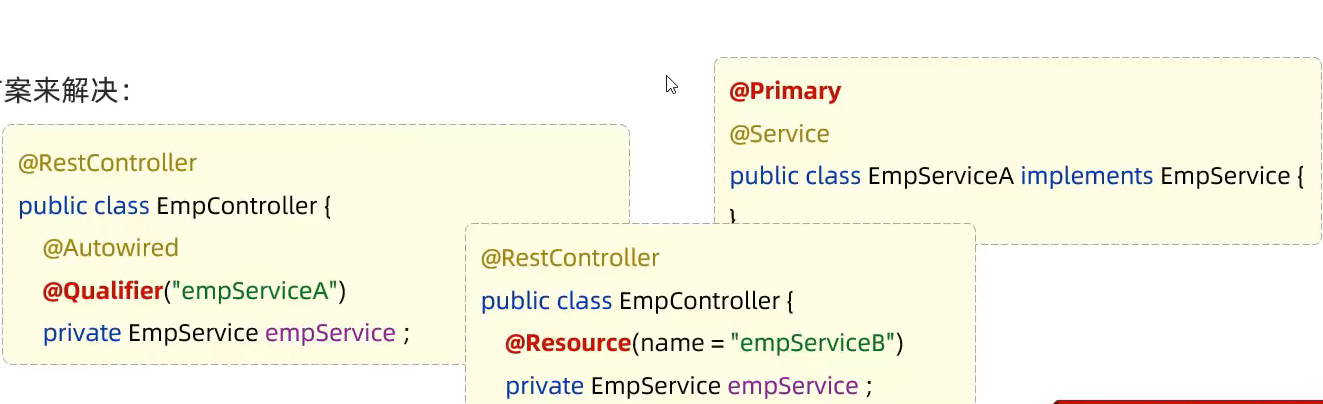 案来解决：
@Primary
@Service
public class EmpServiceA implements EmpService {
}
@RestController
public class EmpController {
@Autowired
@Qualifier("empServiceA")
private EmpService empService ;
@RestController
public class EmpController {
@Resource(name = "empServiceB")
private EmpService empService ;